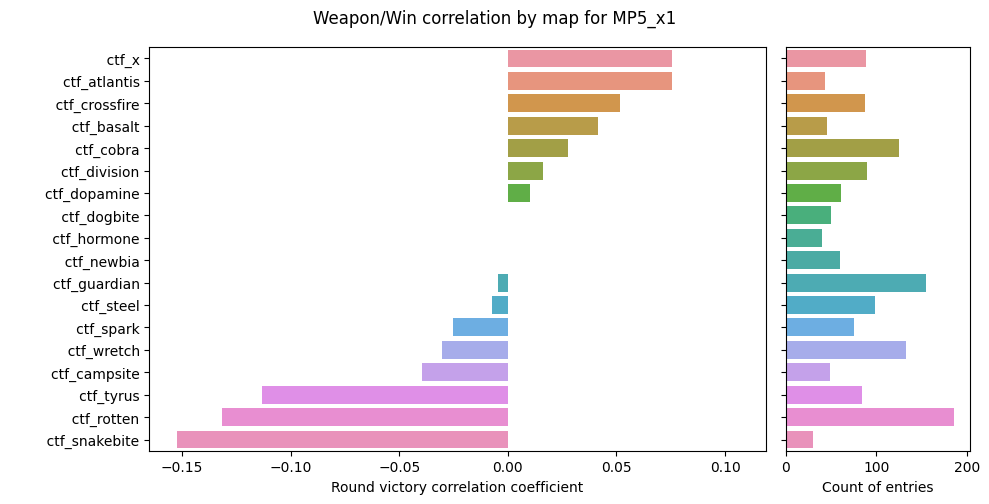 Weapon/Win correlation by map for MP5_x1
ctf_x
ctf_atlantis
ctf_crossfire
ctf_basalt
ctf_cobra
ctf_division
ctf_dopamine
ctf_dogbite
ctf_hormone
ctf_newbia
ctf_guardian
ctf_steel
ctf_spark
ctf_wretch
ctf_campsite
ctf_tyrus
ctf_rotten
ctf_snakebite
−0.15 −0.10 −0.05 0.00 0.05 0.10
Round victory correlation coefficient
0 100 200
Count of entries